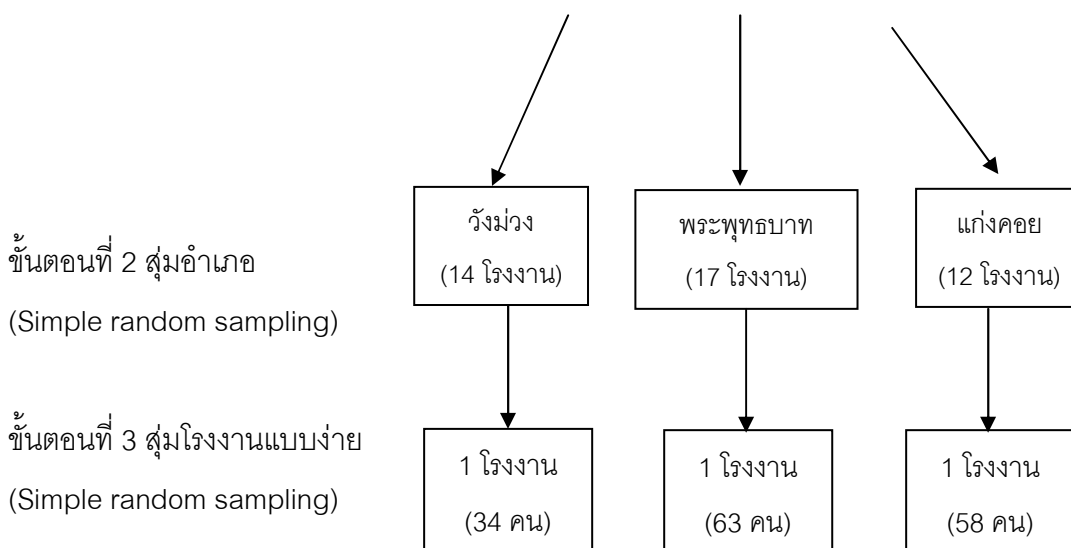 วังม่วง
(14 โรงงาน)
พระพุทธบาท
(17 โรงงาน)
แก่งคอย
(12 โรงงาน)
ขั้นตอนที่ 2 สุ่มอำเภอ
(Simple random sampling)
ขั้นตอนที่ 3 สุ่มโรงงานแบบง่าย
(Simple random sampling)
1 โรงงาน
(34 คน)
1 โรงงาน
(63 คน)
1 โรงงาน
(58 คน)